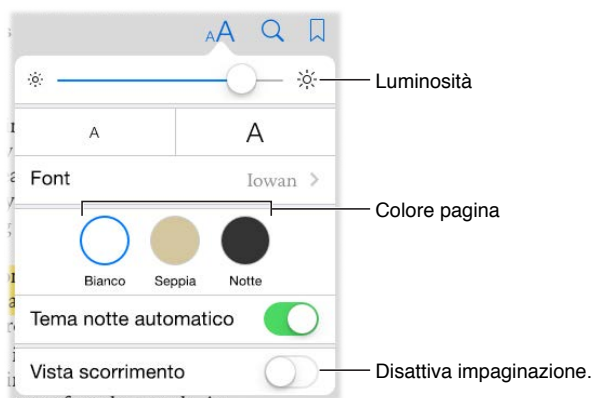 AA
Luminosità
A A
Font Iowan >
Colore pagina
Bianco Seppia Notte
Tema notte automatico
Vista scorrimento
Disattiva impaginazione.